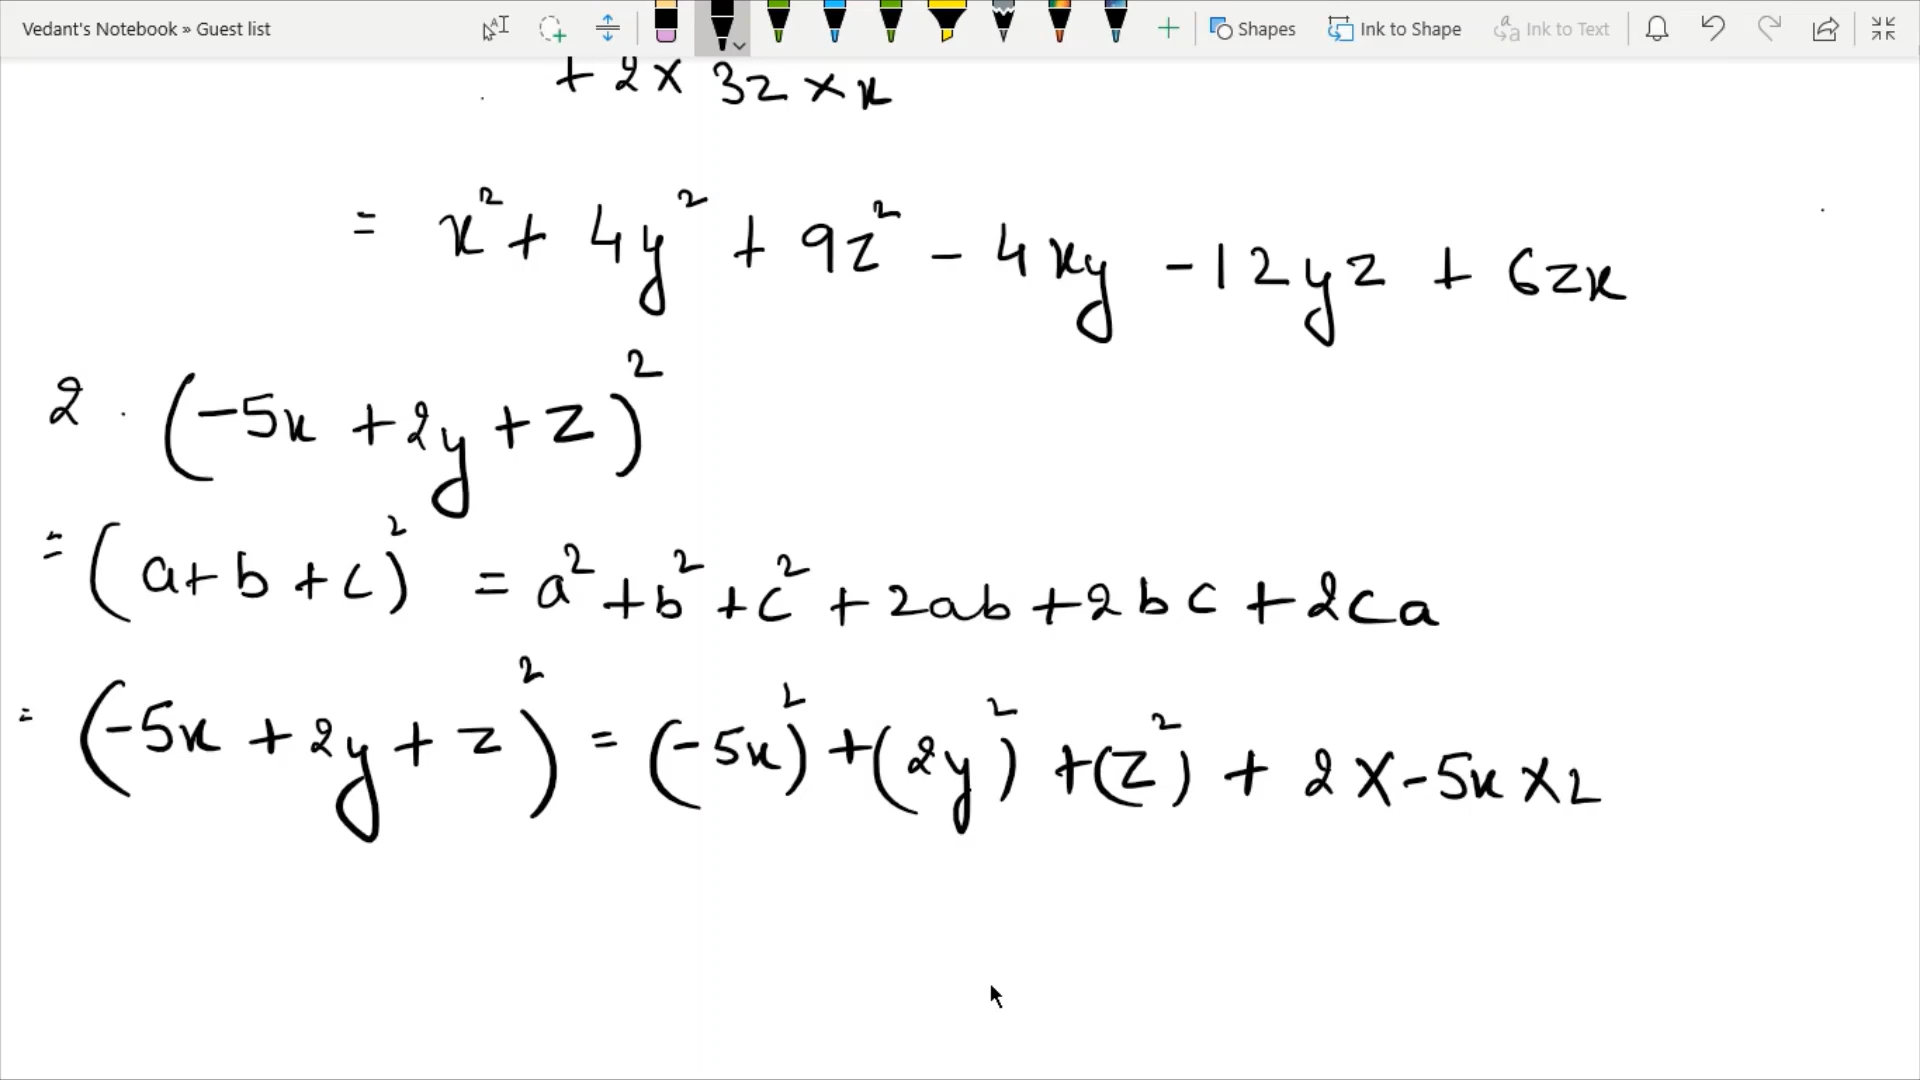 Vedant's Notebook » Guest list Shapes Ink to Shape Ink to Text
+ 2 x 3z x x
= x² + 4y² + 9z² - 4xy - 12yz + 6zx
2. (-5x + 2y + z)²
= (a + b + c)² = a² + b² + c² + 2ab + 2bc + 2ca
= (-5x + 2y + z)² = (-5x)² + (2y)² + (z)² + 2 x -5x x 2